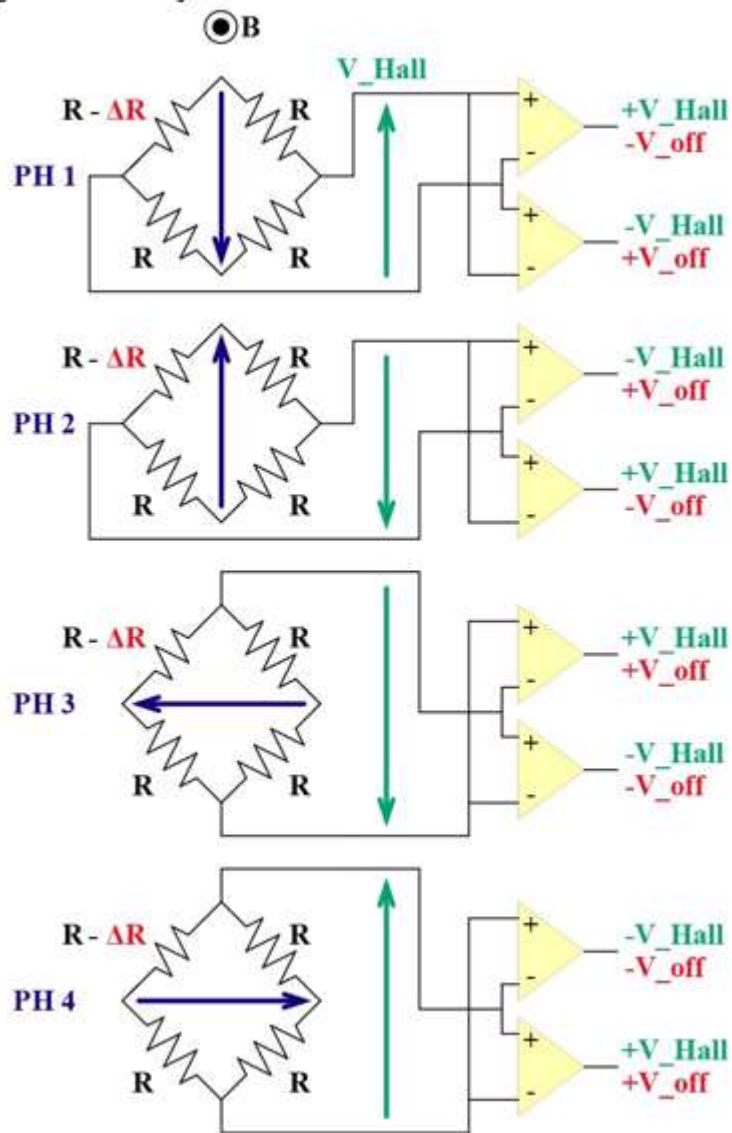 B
V_Hall
R - ΔR
R
+
+V_Hall
-V_off
PH 1
-
+
-V_Hall
+V_off
R
R
-
R - ΔR
R
+
-V_Hall
+V_off
PH 2
-
+
+V_Hall
-V_off
R
R
-
R - ΔR
R
+
+V_Hall
+V_off
PH 3
-
+
-V_Hall
-V_off
R
R
-
R - ΔR
R
+
-V_Hall
-V_off
PH 4
-
+
+V_Hall
+V_off
R
R
-